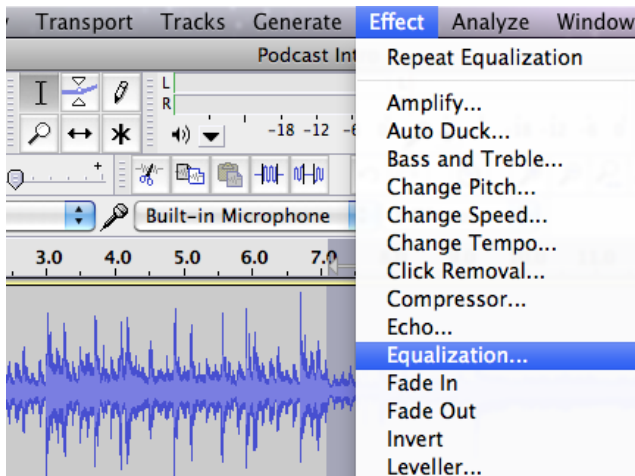 Transport Tracks Generate Effect Analyze Window
Podcast Int
Repeat Equalization
L
R
-18 -12 -6
Amplify...
Auto Duck...
Bass and Treble...
Change Pitch...
Built-in Microphone
Change Speed...
Change Tempo...
3.0 4.0 5.0 6.0 7.0
Click Removal...
Compressor...
Echo...
Equalization...
Fade In
Fade Out
Invert
Leveller...